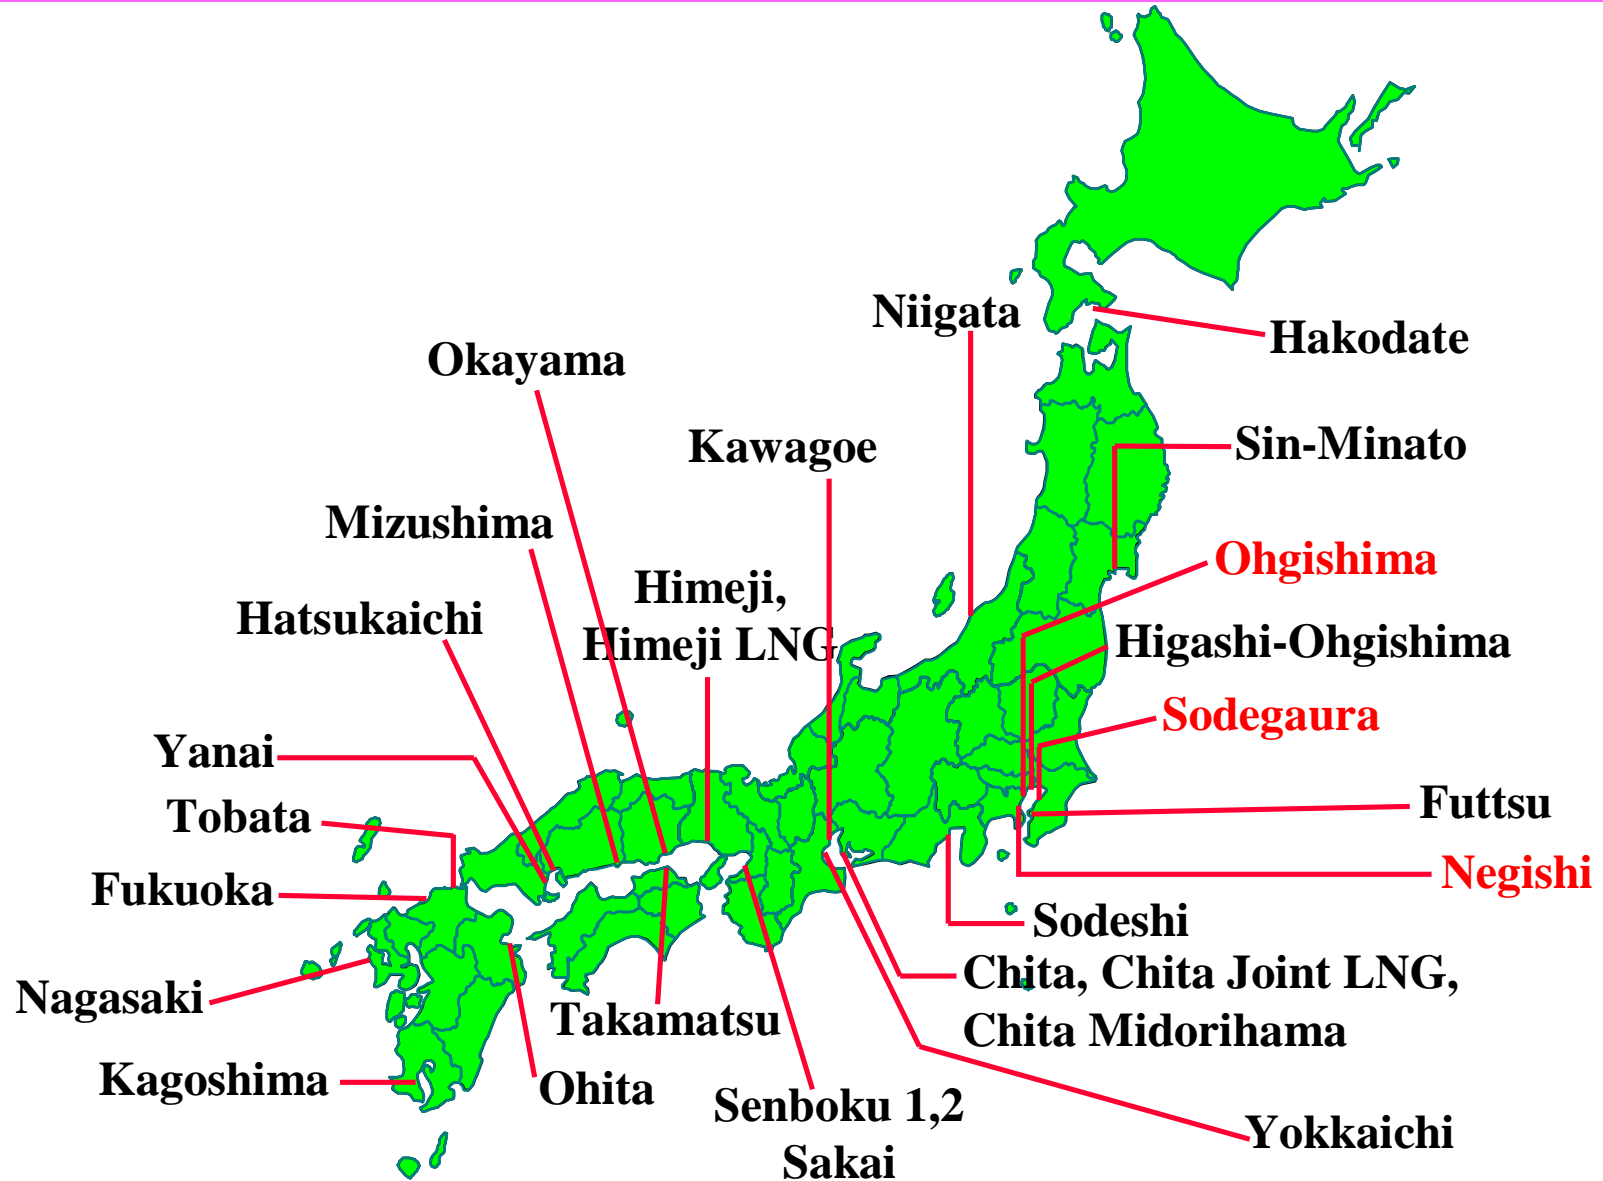 Niigata
Hakodate
Okayama
Kawagoe
Sin-Minato
Mizushima
Ohgishima
Himeji,
Himeji LNG
Hatsukaichi
Higashi-Ohgishima
Sodegaura
Yanai
Tobata
Futtsu
Fukuoka
Negishi
Sodeshi
Nagasaki
Chita, Chita Joint LNG,
Chita Midorihama
Takamatsu
Kagoshima
Ohita
Senboku 1,2
Sakai
Yokkaichi